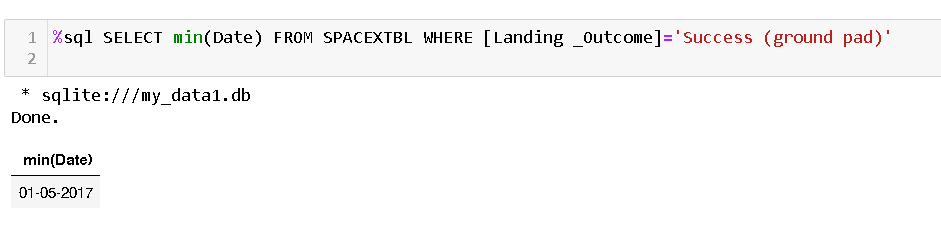 1 %sql SELECT min(Date) FROM SPACEXTBL WHERE [Landing _Outcome]='Success (ground pad)'
2
* sqlite:///my_data1.db
Done.
min(Date)
01-05-2017